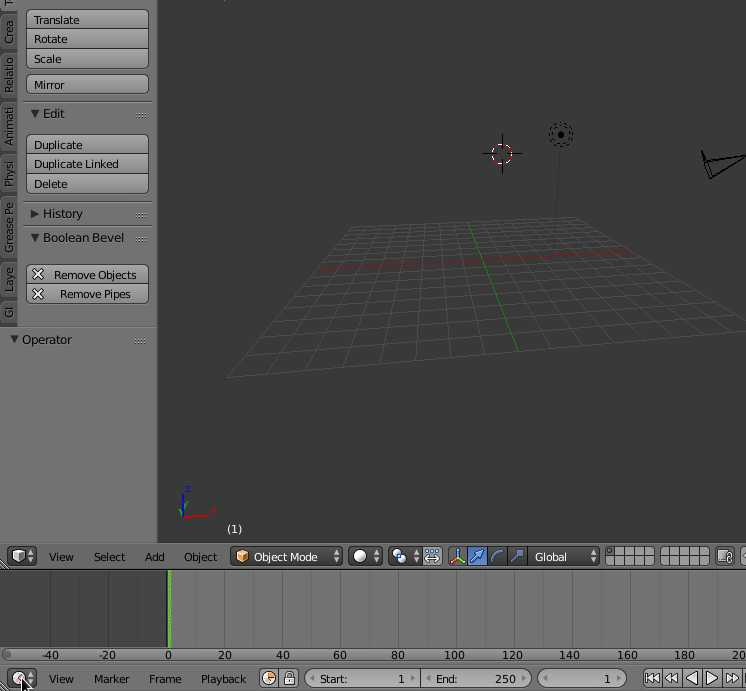 Translate
Rotate
Scale
Mirror
Edit
Duplicate
Duplicate Linked
Delete
History
Boolean Bevel
Remove Objects
Remove Pipes
Operator
Crea
Relatio
Animati
Physi
Grease Pe
Laye
GI
Z
X
(1)
View Select Add Object Object Mode Global
-40 -20 0 20 40 60 80 100 120 140 160 180 20
View Marker Frame Playback Start: 1 End: 250 1